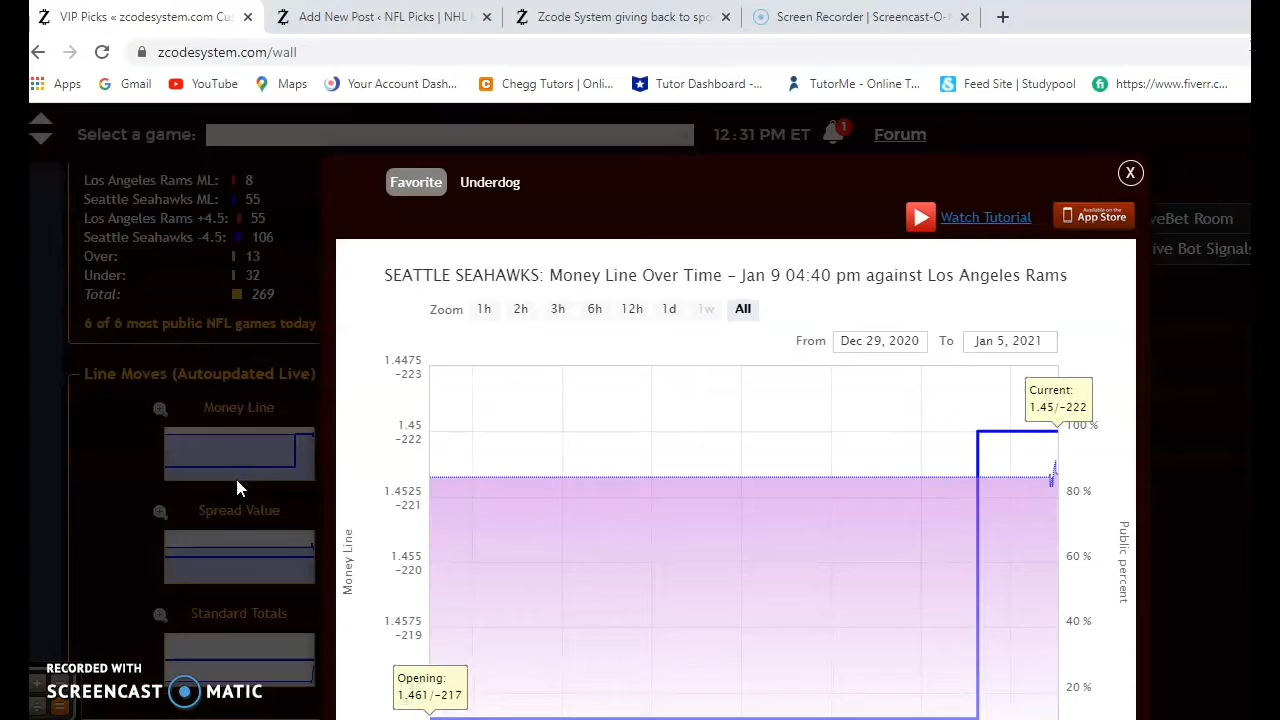 VIP Picks « zcodesystem.com Cus
Add New Post ‹ NFL Picks | NHL
Zcode System giving back to spo
Screen Recorder | Screencast-O-
zcodesystem.com/wall
Apps
Gmail
YouTube
Maps
Your Account Dash...
Chegg Tutors | Onli...
Tutor Dashboard -...
TutorMe - Online T...
Feed Site | Studypool
https://www.fiverr.c...
Select a game:
12:31 PM ET
1
Forum
Los Angeles Rams ML: 8
Seattle Seahawks ML: 55
Los Angeles Rams +4.5: 55
Seattle Seahawks -4.5: 106
Over: 13
Under: 32
Total: 269
6 of 6 most public NFL games today
Line Moves (Autoupdated Live)
Money Line
Spread Value
Standard Totals
RECORDED WITH
SCREENCAST MATIC
Favorite Underdog
X
Watch Tutorial
Available on the
App Store
veBet Room
ive Bot Signals
SEATTLE SEAHAWKS: Money Line Over Time – Jan 9 04:40 pm against Los Angeles Rams
Zoom 1h 2h 3h 6h 12h 1d 1w All
From Dec 29, 2020 To Jan 5, 2021
1.4475
-223
1.45
-222
1.4525
-221
1.455
-220
1.4575
-219
Money Line
Current:
1.45/-222
100 %
80 %
60 %
40 %
20 %
Public percent
Opening:
1.461/-217